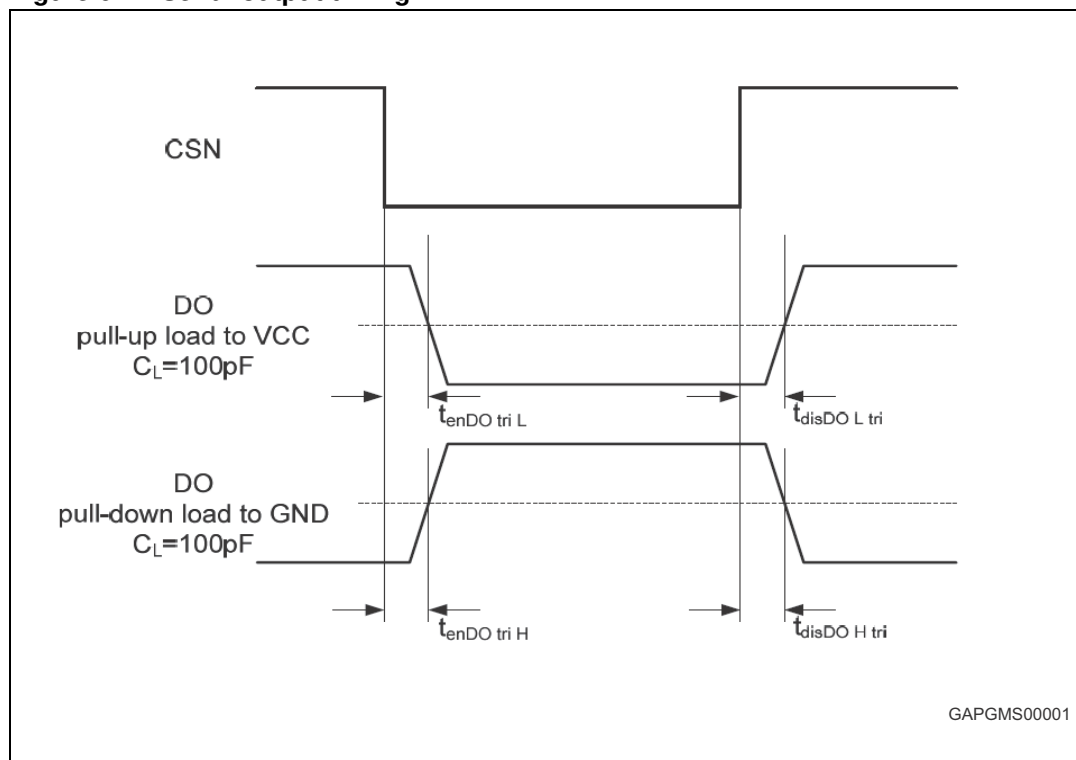 CSN
DO
pull-up load to VCC
CL=100pF
tenDO tri L
tdisDO L tri
DO
pull-down load to GND
CL=100pF
tenDO tri H
tdisDO H tri
GAPGMS00001